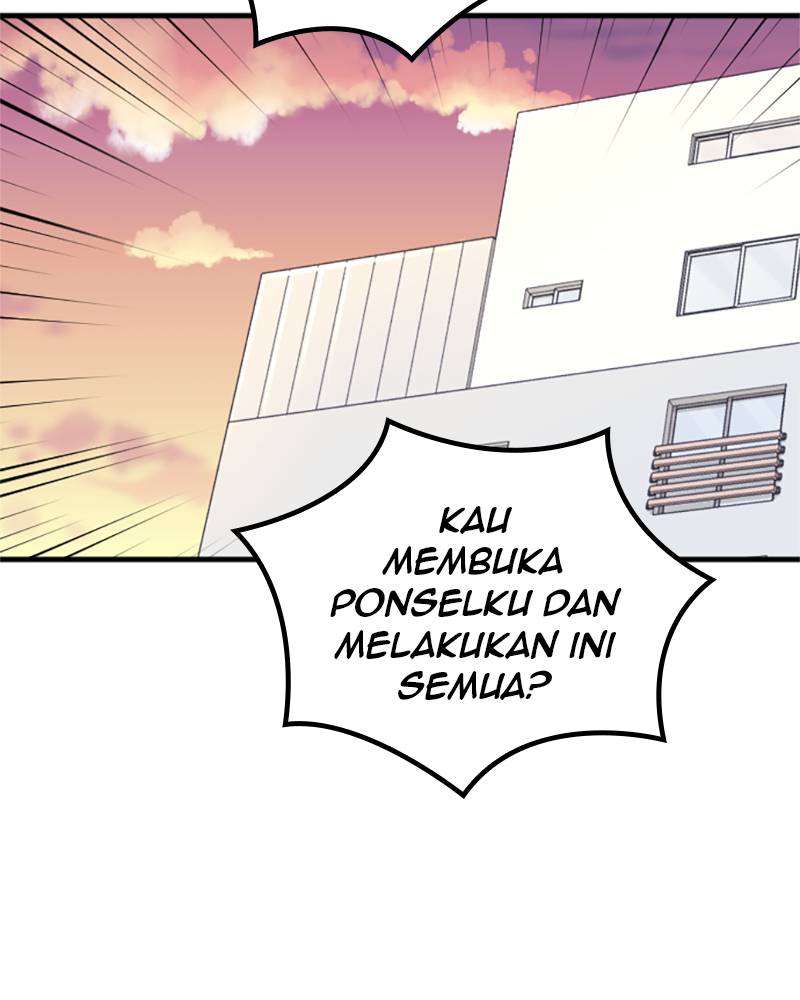 KAU
MEMBUKA
PONSELKU DAN
MELAKUKAN INI
SEMUA?